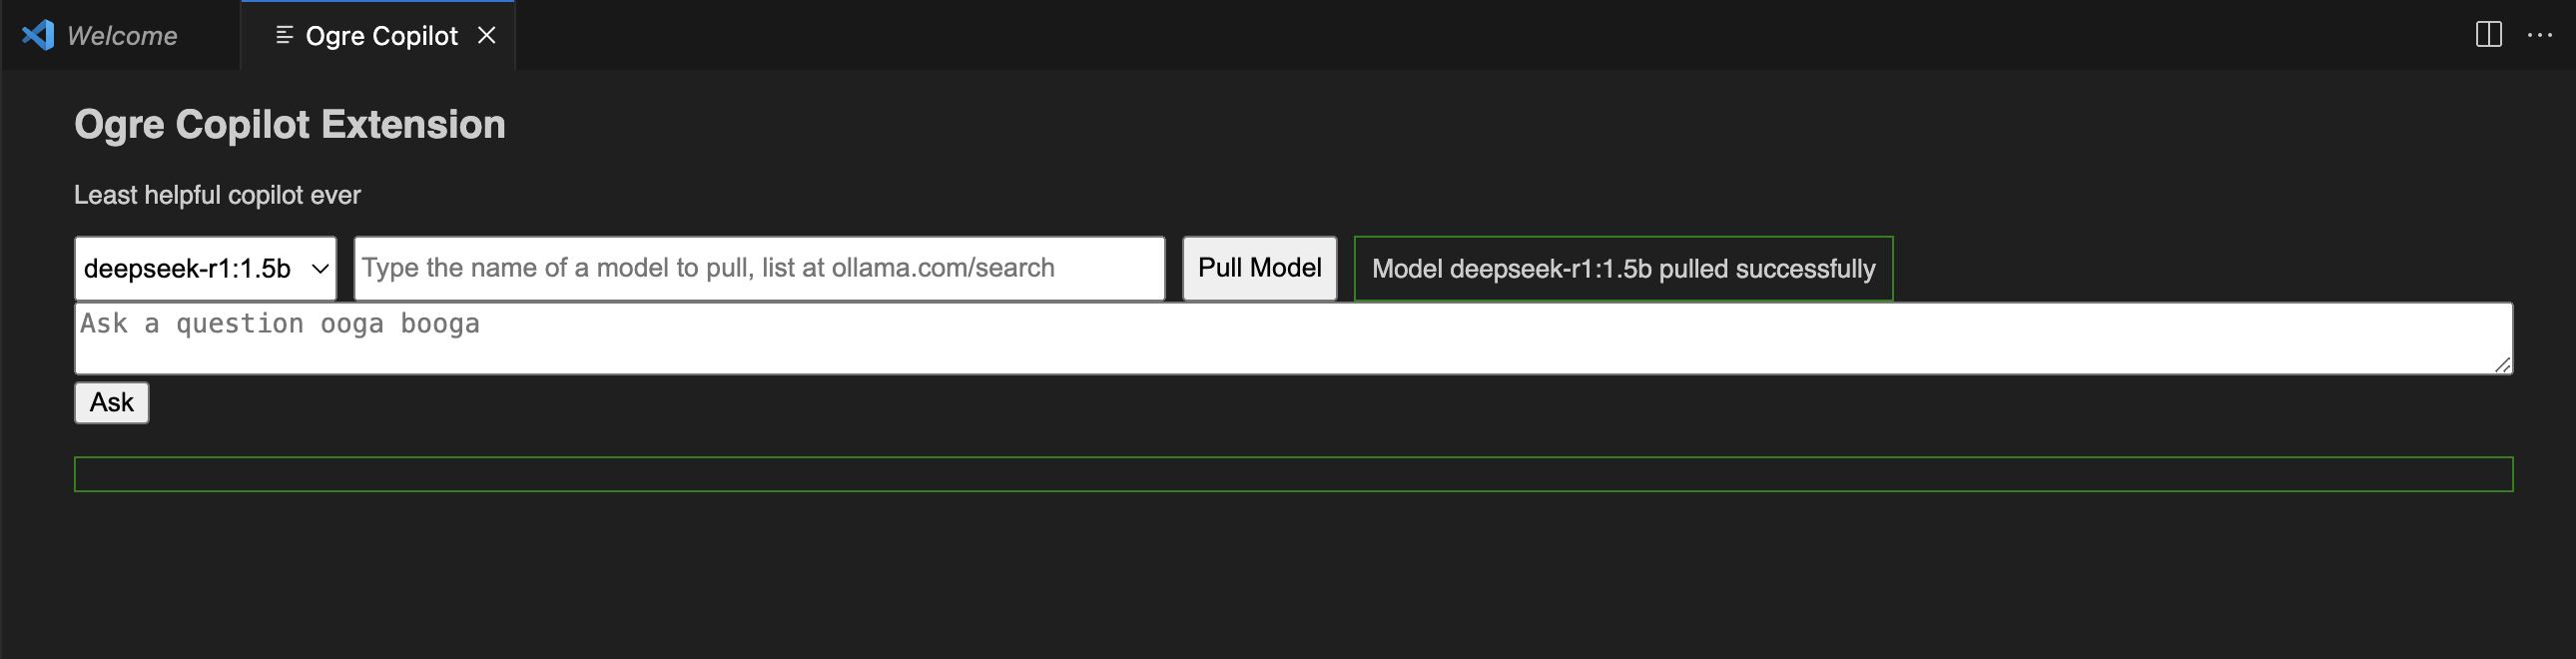 Welcome
Ogre Copilot
Ogre Copilot Extension
Least helpful copilot ever
deepseek-r1:1.5b
Type the name of a model to pull, list at ollama.com/search
Pull Model
Model deepseek-r1:1.5b pulled successfully
Ask a question ooga booga
Ask